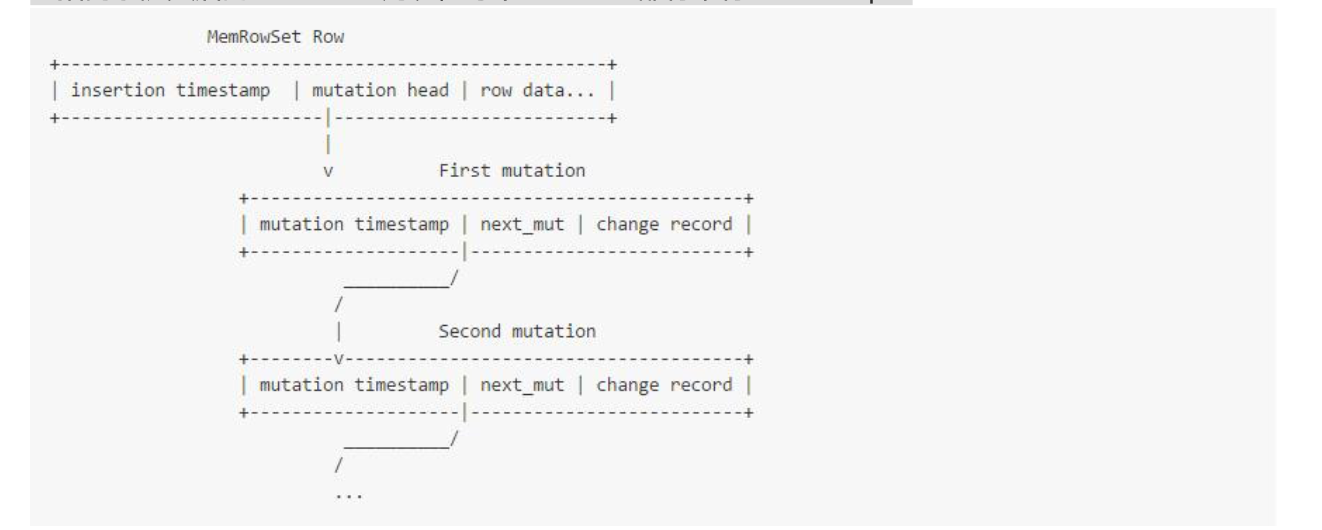 MemRowSet Row
+----------------------------------------------------+
| insertion timestamp  | mutation head | row data... |
+-------------------------|--------------------------+
                          |
                          v          First mutation
                  +-----------------------------------------------+
                  | mutation timestamp | next_mut | change record |
                  +--------------------|--------------------------+
                            __________/
                           /
                           |         Second mutation
                  +--------v--------------------------------------+
                  | mutation timestamp | next_mut | change record |
                  +--------------------|--------------------------+
                            __________/
                           /
                           ...